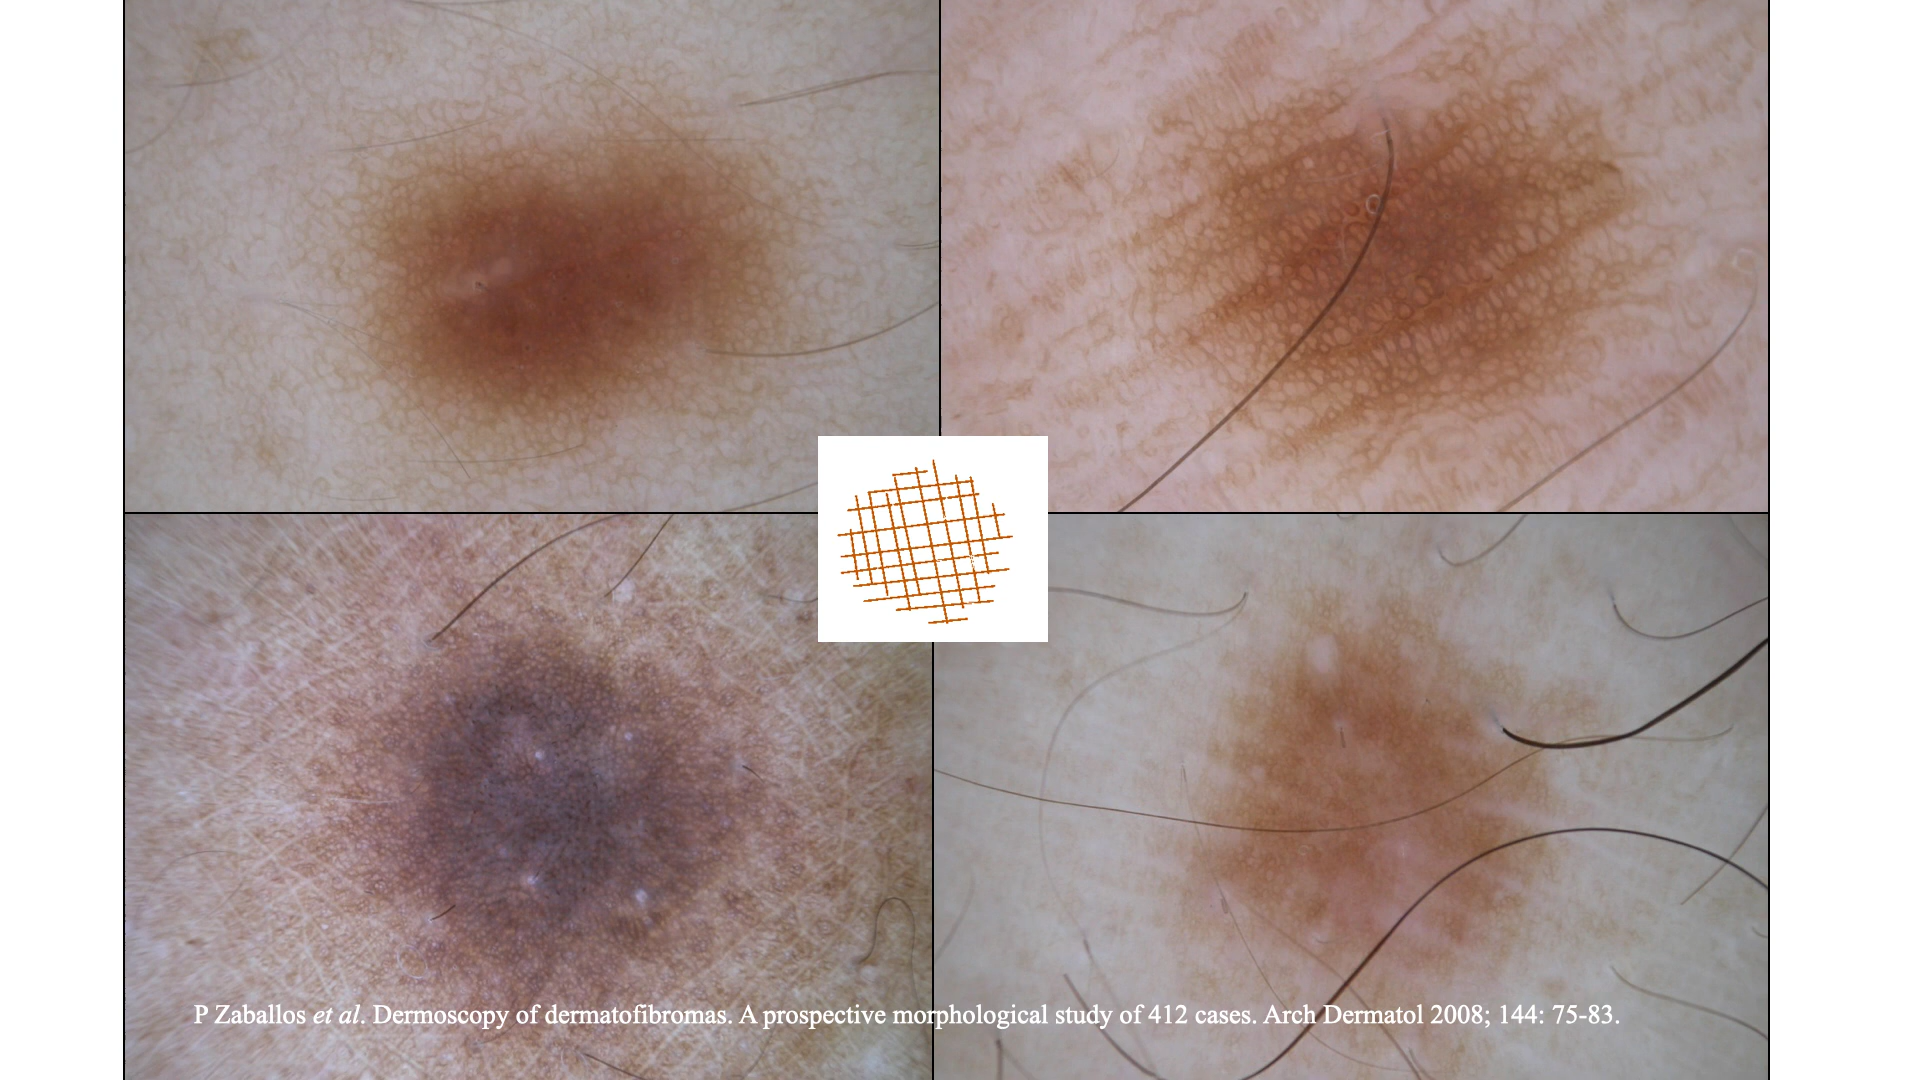 P Zaballos et al. Dermoscopy of dermatofibromas. A prospective morphological study of 412 cases. Arch Dermatol 2008; 144: 75-83.